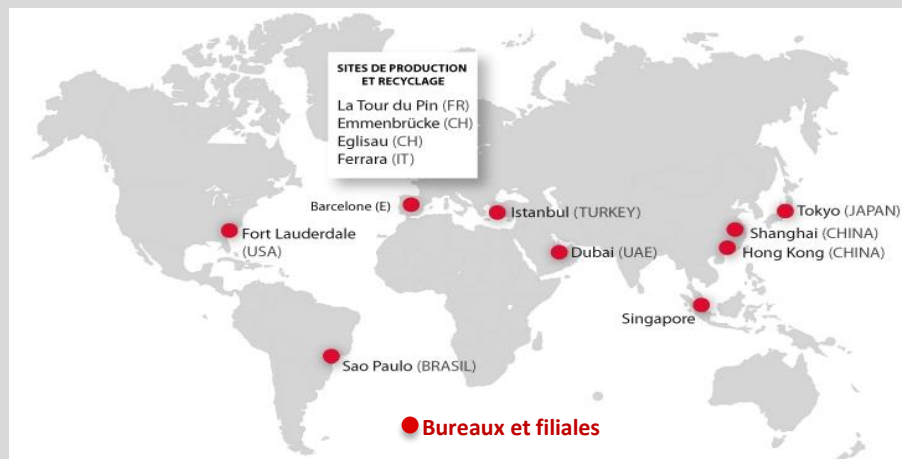 SITES DE PRODUCTION
ET RECYCLAGE
La Tour du Pin (FR)
Emmenbrücke (CH)
Eglisau (CH)
Ferrara (IT)
Barcelone (E)
Istanbul (TURKEY)
Tokyo (JAPAN)
Fort Lauderdale
(USA)
Shanghai (CHINA)
Dubai (UAE)
Hong Kong (CHINA)
Singapore
Sao Paulo (BRASIL)
Bureaux et filiales